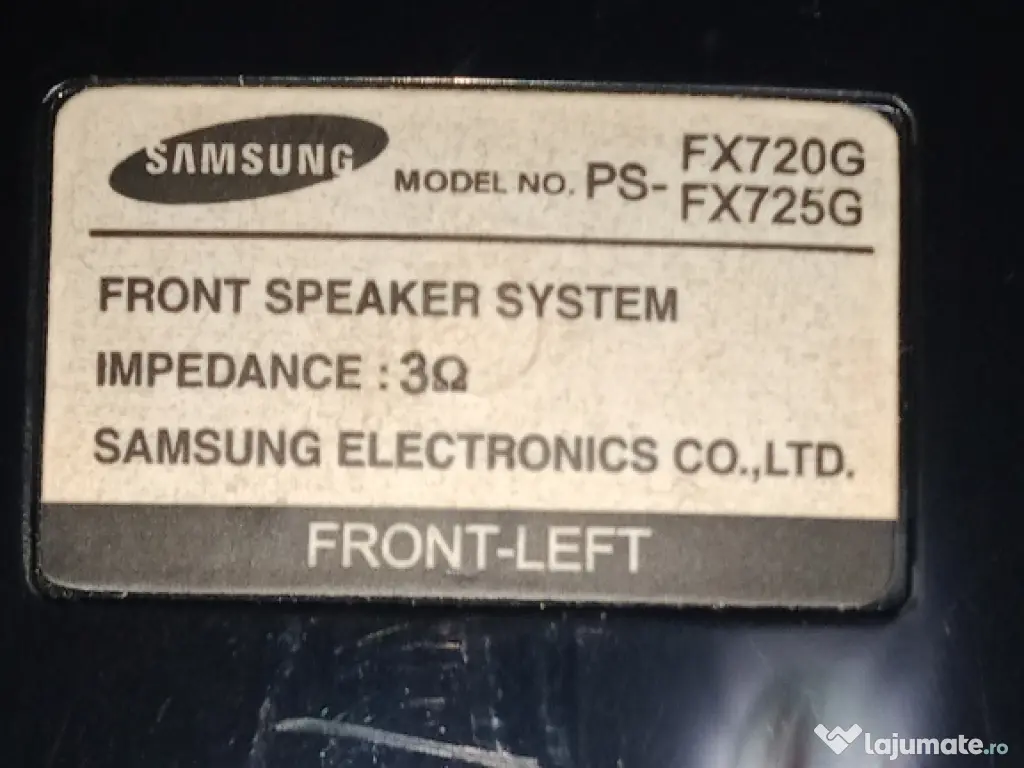 SAMSUNG
MODEL NO. PS- FX720G
FX725G
FRONT SPEAKER SYSTEM
IMPEDANCE : 3Ω
SAMSUNG ELECTRONICS CO.,LTD.
FRONT-LEFT
lajumate.ro